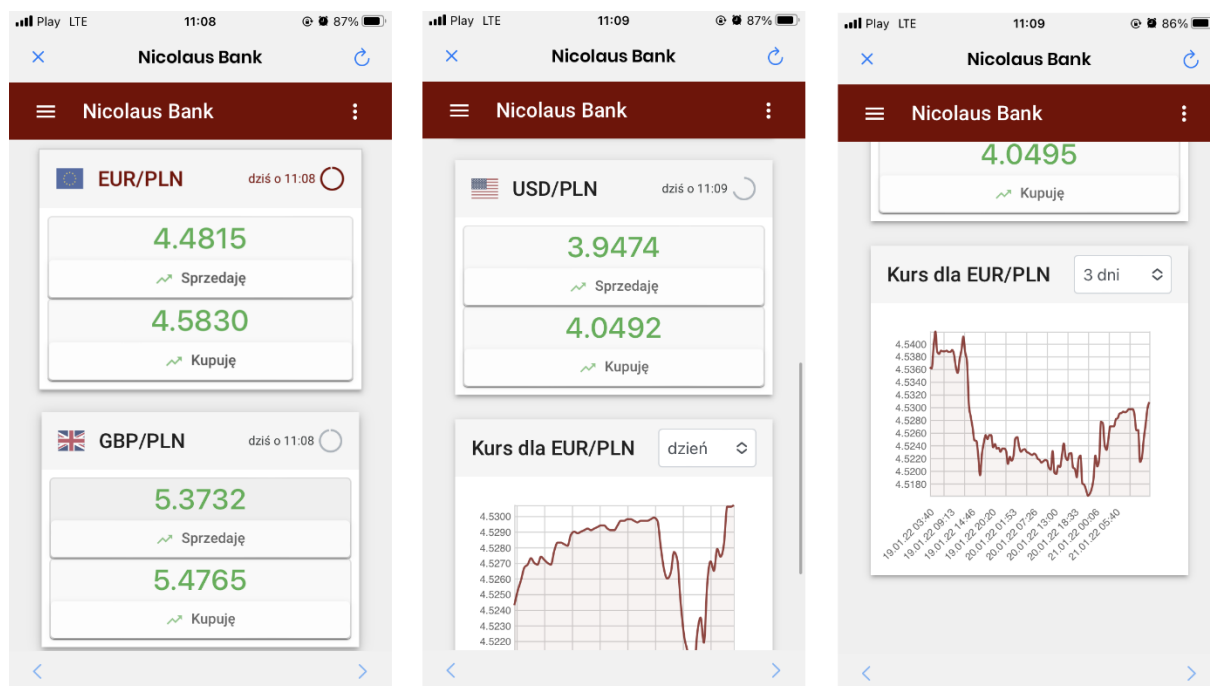 Play LTE 11:08 87%
Nicolaus Bank
Nicolaus Bank
EUR/PLN dziś o 11:08
4.4815
Sprzedaję
4.5830
Kupuję
GBP/PLN dziś o 11:08
5.3732
Sprzedaję
5.4765
Kupuję
Play LTE 11:09 87%
Nicolaus Bank
Nicolaus Bank
USD/PLN dziś o 11:09
3.9474
Sprzedaję
4.0492
Kupuję
Kurs dla EUR/PLN dzień
4.5300
4.5290
4.5280
4.5270
4.5260
4.5250
4.5240
4.5230
4.5220
Play LTE 11:09 86%
Nicolaus Bank
Nicolaus Bank
4.0495
Kupuję
Kurs dla EUR/PLN 3 dni
4.5400
4.5380
4.5360
4.5340
4.5320
4.5300
4.5280
4.5260
4.5240
4.5220
4.5200
4.5180
19.01.22 03:40
19.01.22 09:13
19.01.22 14:46
19.01.22 20:20
20.01.22 01:53
20.01.22 07:26
20.01.22 13:00
20.01.22 18:33
21.01.22 00:06
21.01.22 05:40